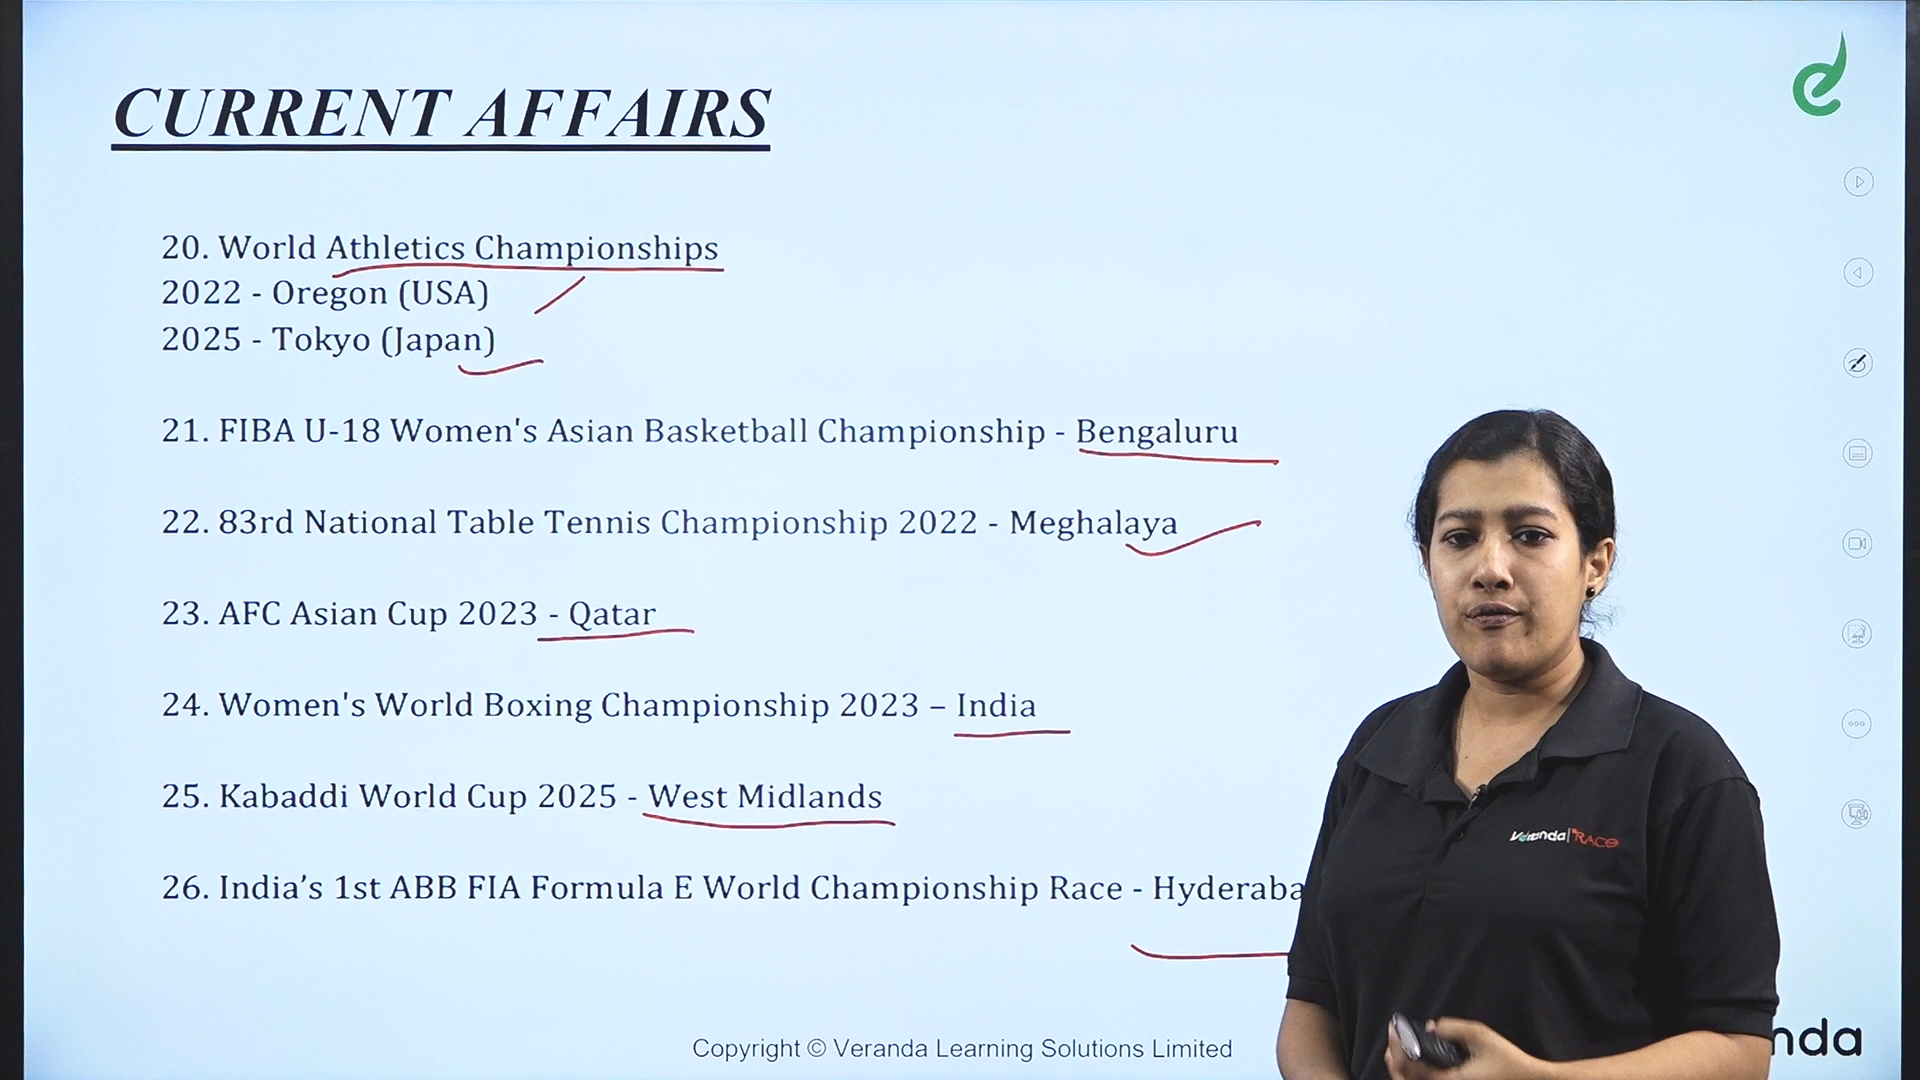 CURRENT AFFAIRS
20. World Athletics Championships
2022 - Oregon (USA)
2025 - Tokyo (Japan)
21. FIBA U-18 Women's Asian Basketball Championship - Bengaluru
22. 83rd National Table Tennis Championship 2022 - Meghalaya
23. AFC Asian Cup 2023 - Qatar
24. Women's World Boxing Championship 2023 – India
25. Kabaddi World Cup 2025 - West Midlands
26. India’s 1st ABB FIA Formula E World Championship Race - Hyderaba
Veranda RACE
Copyright © Veranda Learning Solutions Limited
nda